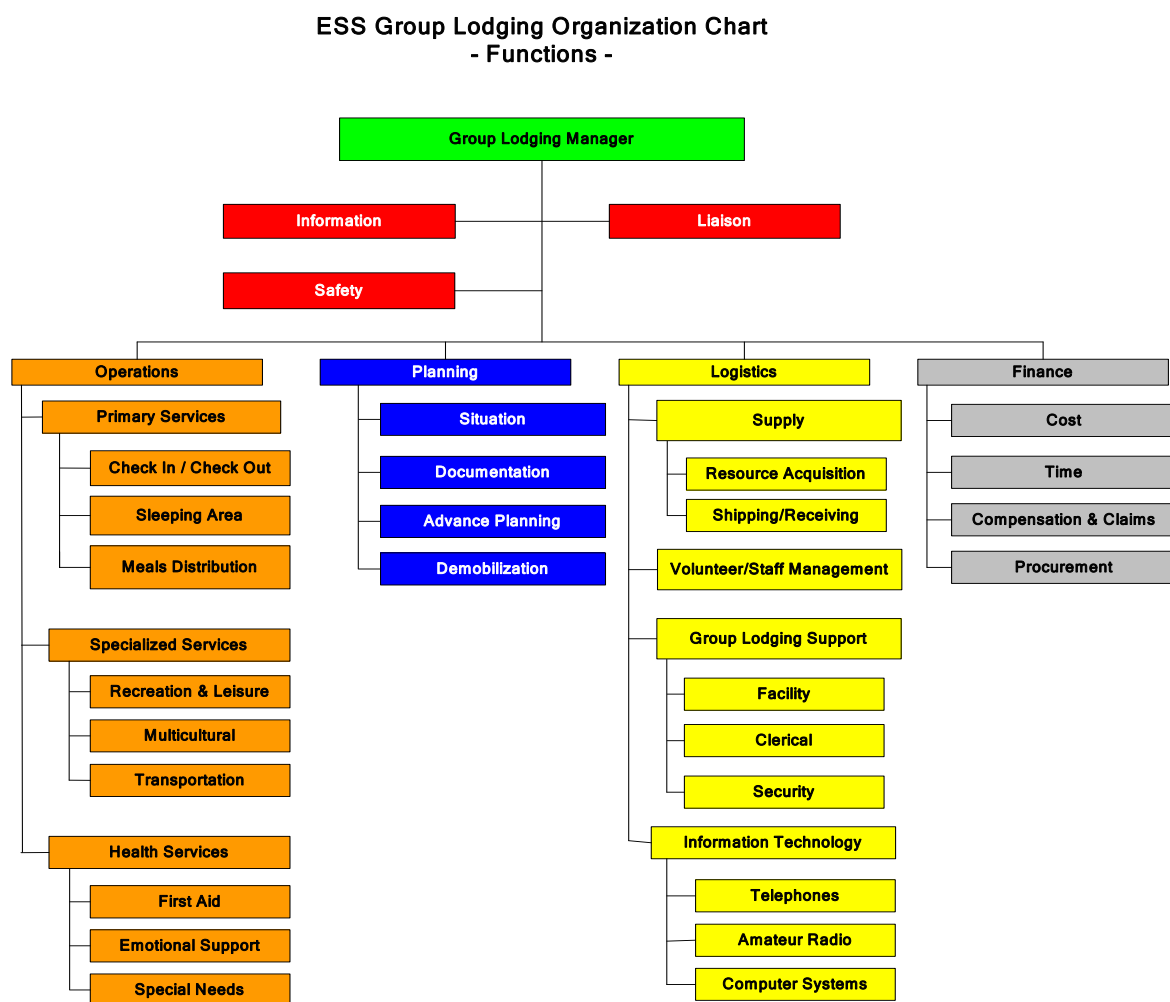 ESS Group Lodging Organization Chart
- Functions -
Group Lodging Manager
Information
Liaison
Safety
Operations
Primary Services
Check In / Check Out
Sleeping Area
Meals Distribution
Specialized Services
Recreation & Leisure
Multicultural
Transportation
Health Services
First Aid
Emotional Support
Special Needs
Planning
Situation
Documentation
Advance Planning
Demobilization
Logistics
Supply
Resource Acquisition
Shipping/Receiving
Volunteer/Staff Management
Group Lodging Support
Facility
Clerical
Security
Information Technology
Telephones
Amateur Radio
Computer Systems
Finance
Cost
Time
Compensation & Claims
Procurement